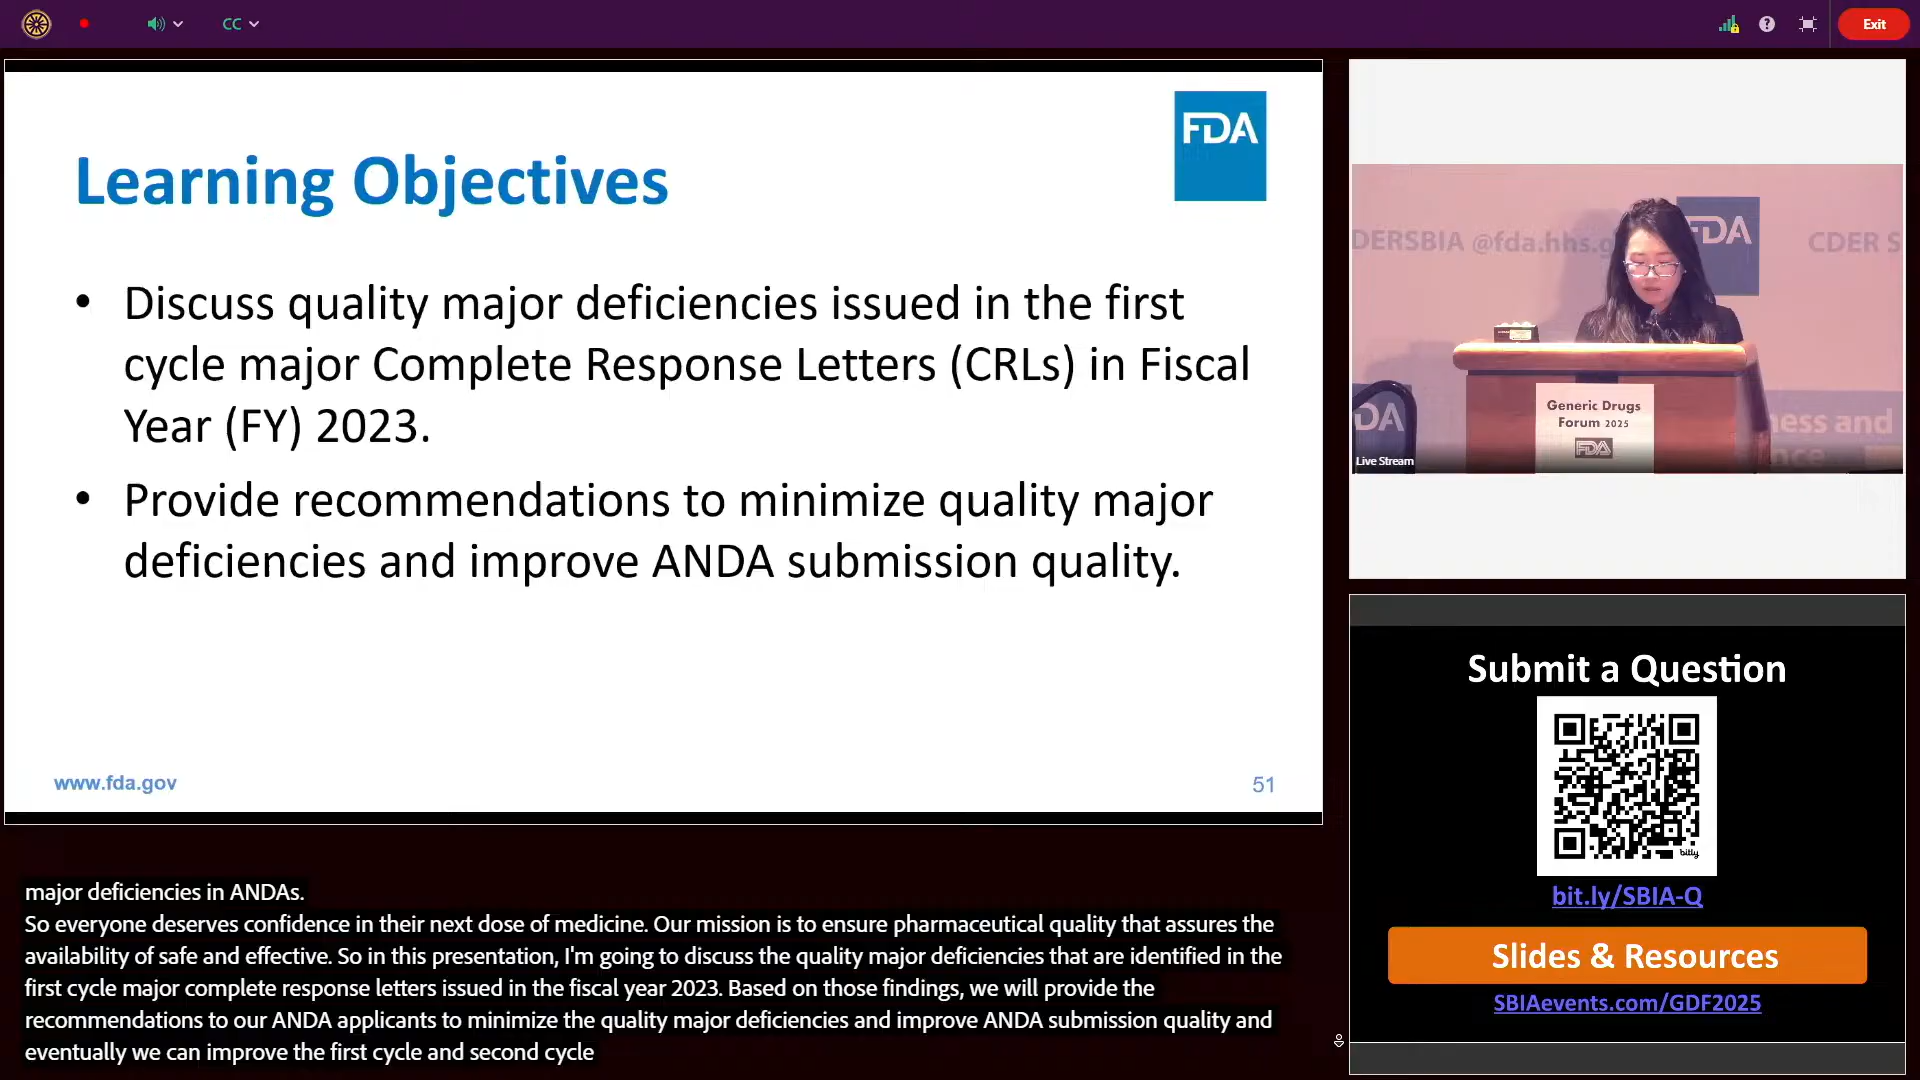 CC
Exit
FDA
Learning Objectives
• Discuss quality major deficiencies issued in the first
cycle major Complete Response Letters (CRLs) in Fiscal
Year (FY) 2023.
• Provide recommendations to minimize quality major
deficiencies and improve ANDA submission quality.
www.fda.gov
51
major deficiencies in ANDAs.
So everyone deserves confidence in their next dose of medicine. Our mission is to ensure pharmaceutical quality that assures the
availability of safe and effective. So in this presentation, I'm going to discuss the quality major deficiencies that are identified in the
first cycle major complete response letters issued in the fiscal year 2023. Based on those findings, we will provide the
recommendations to our ANDA applicants to minimize the quality major deficiencies and improve ANDA submission quality and
eventually we can improve the first cycle and second cycle
DERSBIA @fda.hhs.g
FDA
CDER S
DA
ness and
nce
Generic Drugs
Forum 2025
FDA
Live Stream
Submit a Question
bitly
bit.ly/SBIA-Q
Slides & Resources
SBIAevents.com/GDF2025